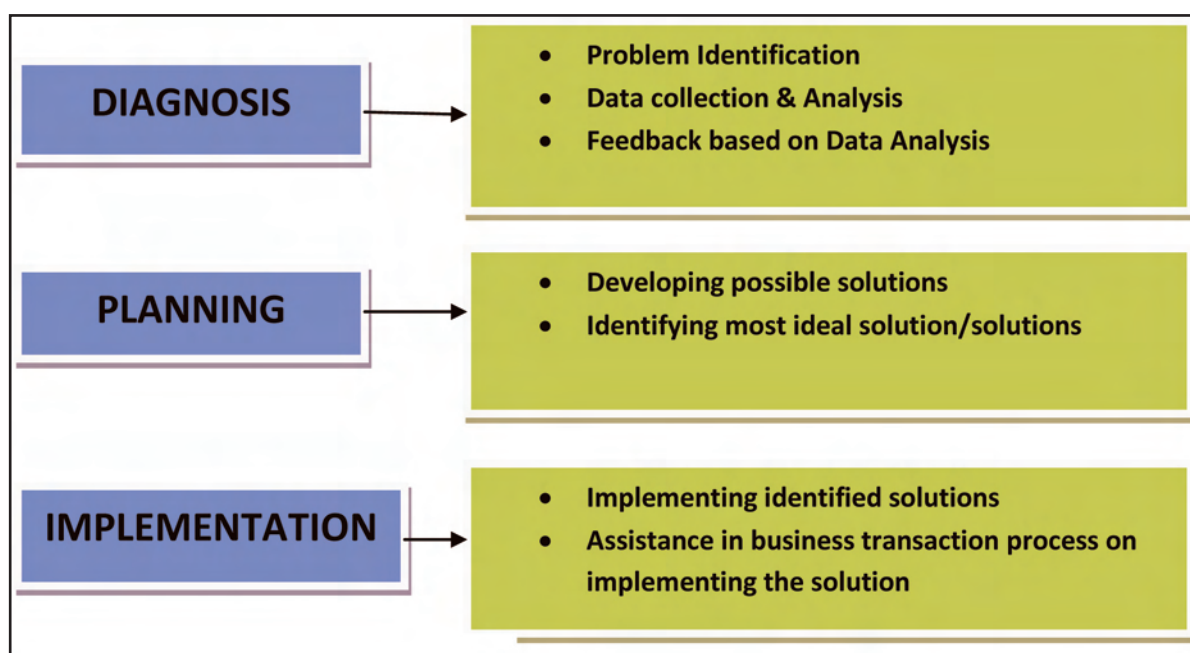 DIAGNOSIS
• Problem Identification
• Data collection & Analysis
• Feedback based on Data Analysis
PLANNING
• Developing possible solutions
• Identifying most ideal solution/solutions
IMPLEMENTATION
• Implementing identified solutions
• Assistance in business transaction process on
implementing the solution